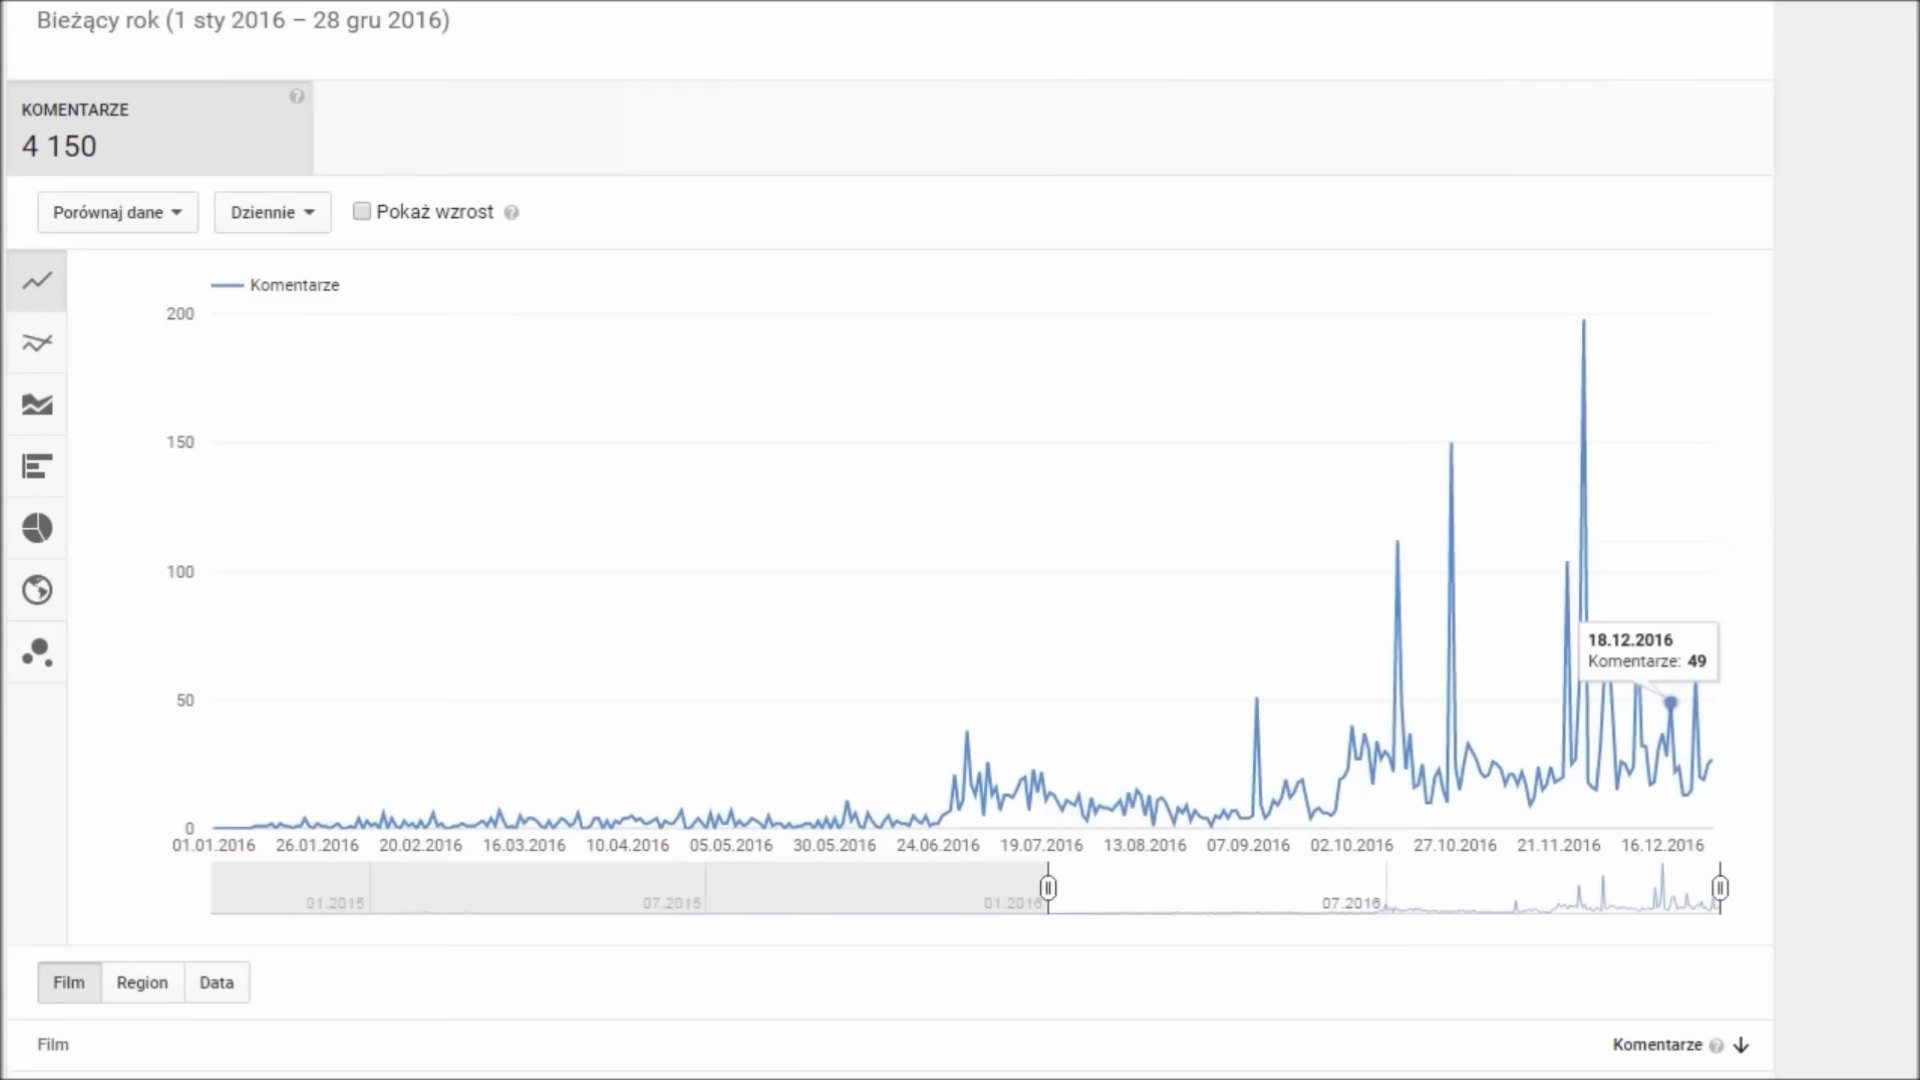 Bieżący rok (1 sty 2016 – 28 gru 2016)
KOMENTARZE
4 150
Porównaj dane
Dziennie
Pokaż wzrost
Komentarze
200
150
100
50
0
18.12.2016
Komentarze: 49
01.01.2016 26.01.2016 20.02.2016 16.03.2016 10.04.2016 05.05.2016 30.05.2016 24.06.2016 19.07.2016 13.08.2016 07.09.2016 02.10.2016 27.10.2016 21.11.2016 16.12.2016
01.2015 07.2015 01.2016 07.2016
Film Region Data
Film Komentarze